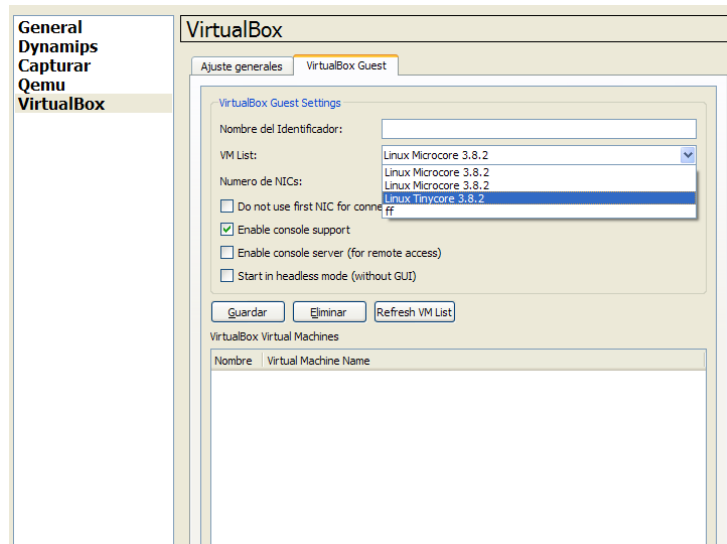 General
Dynamips
Capturar
Qemu
VirtualBox
VirtualBox
Ajuste generales
VirtualBox Guest
VirtualBox Guest Settings
Nombre del Identificador:
VM List:
Linux Microcore 3.8.2
Linux Microcore 3.8.2
Linux Microcore 3.8.2
Linux Tinycore 3.8.2
ff
Numero de NICs:
Do not use first NIC for conne
Enable console support
Enable console server (for remote access)
Start in headless mode (without GUI)
Guardar
Eliminar
Refresh VM List
VirtualBox Virtual Machines
Nombre
Virtual Machine Name